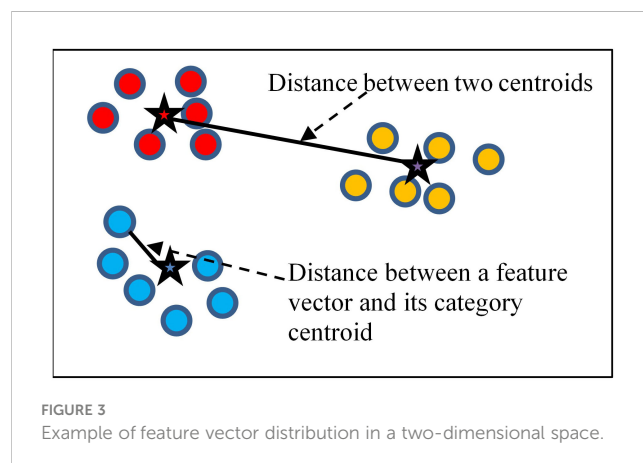 Distance between two centroids
Distance between a feature
vector and its category
centroid
FIGURE 3
Example of feature vector distribution in a two-dimensional space.